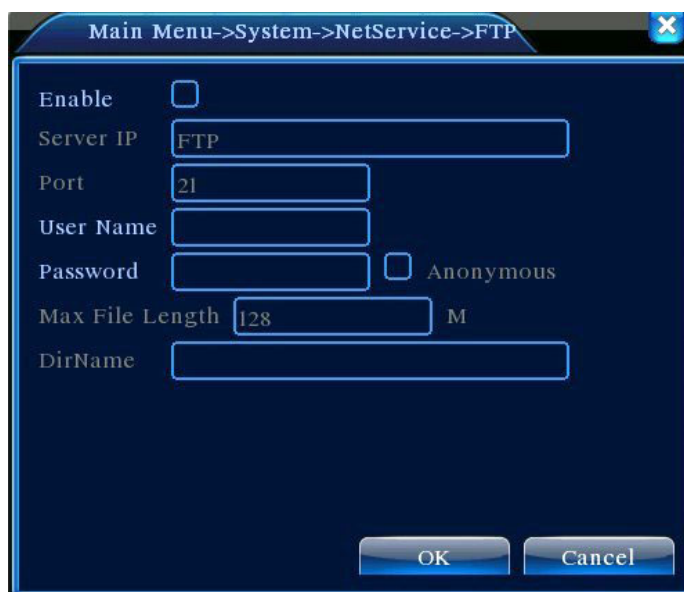 Main Menu->System->NetService->FTP
Enable
Server IP FTP
Port 21
User Name
Password Anonymous
Max File Length 128 M
DirName
OK Cancel